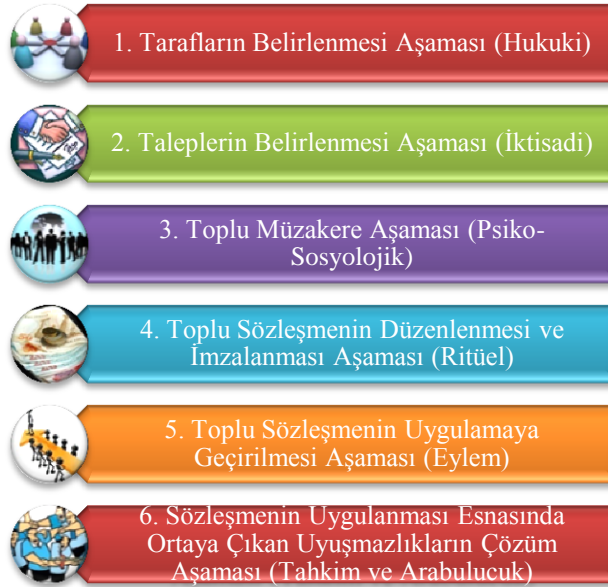 1. Tarafların Belirlenmesi Aşaması (Hukuki)
2. Taleplerin Belirlenmesi Aşaması (İktisadi)
3. Toplu Müzakere Aşaması (Psiko-
Sosyolojik)
4. Toplu Sözleşmenin Düzenlenmesi ve
İmzalanması Aşaması (Ritüel)
5. Toplu Sözleşmenin Uygulamaya
Geçirilmesi Aşaması (Eylem)
6. Sözleşmenin Uygulanması Esnasında
Ortaya Çıkan Uyuşmazlıkların Çözüm
Aşaması (Tahkim ve Arabulucuk)